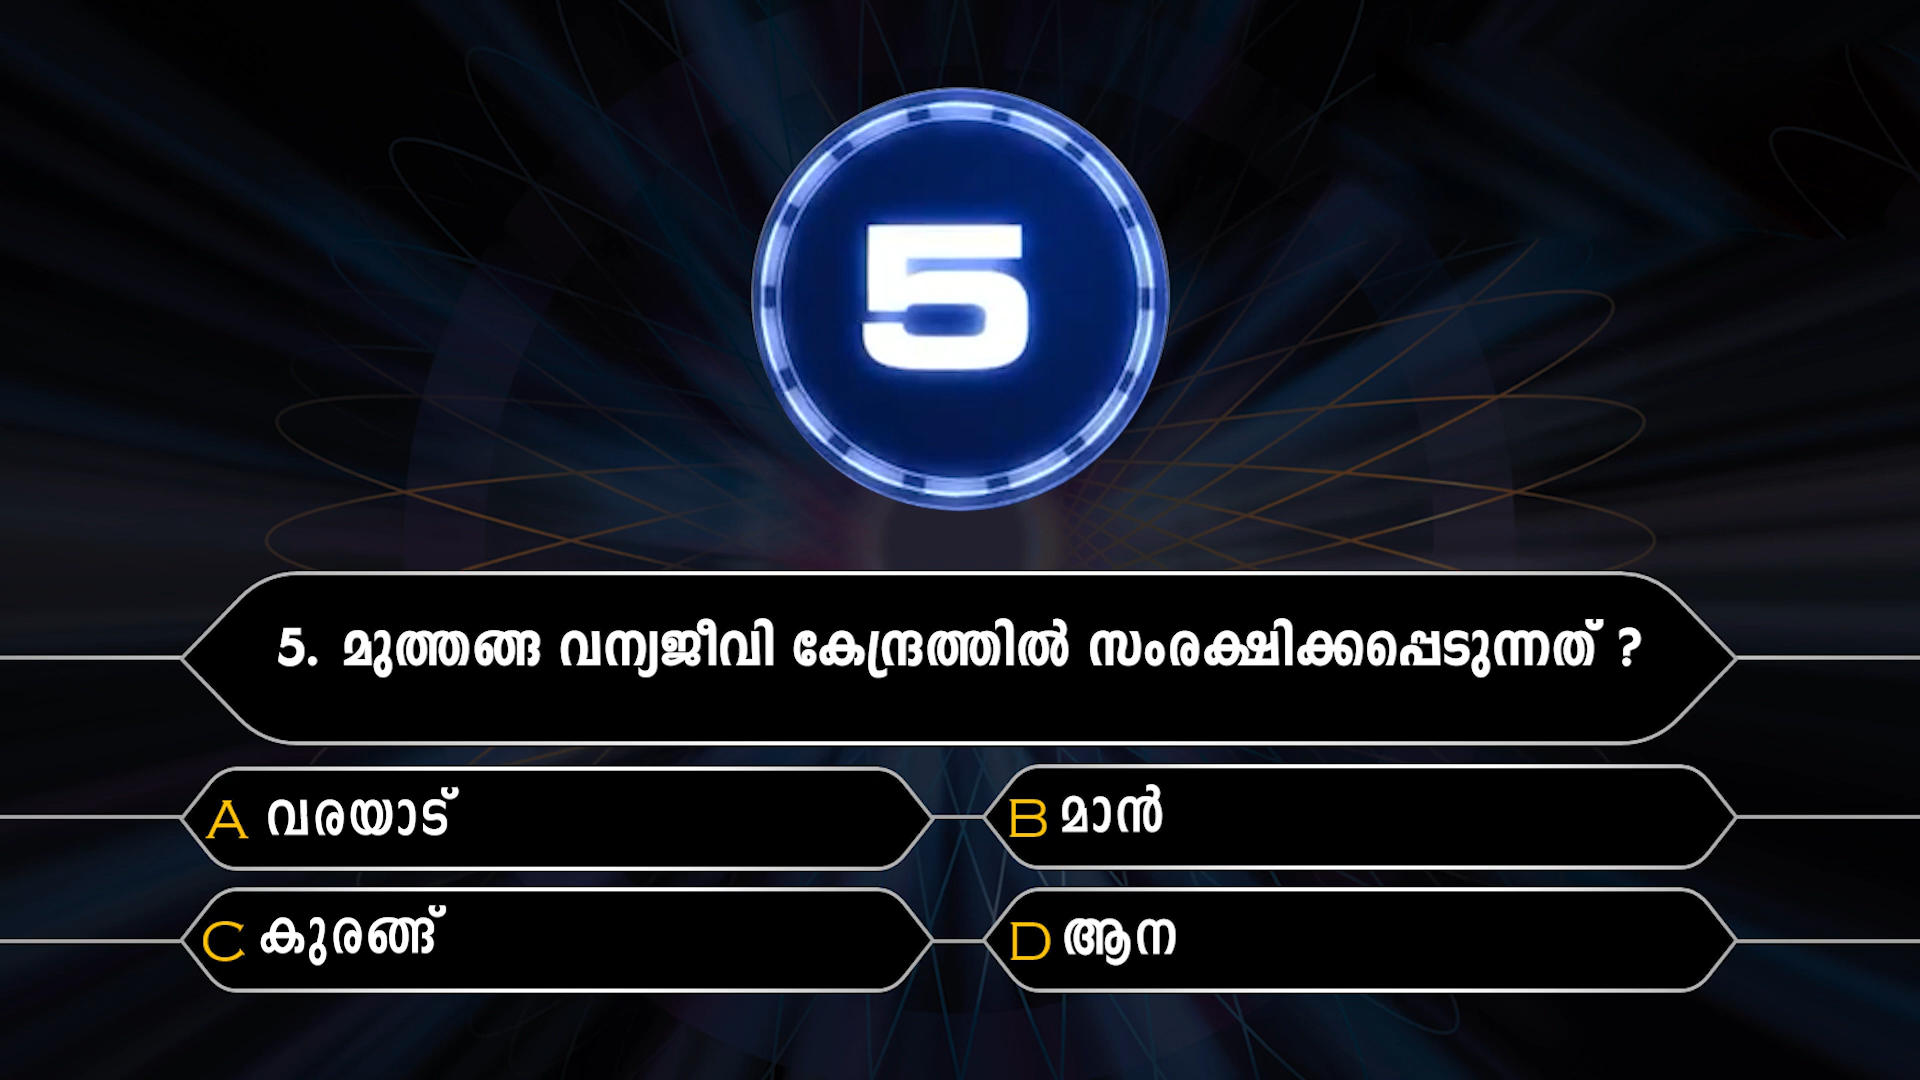 5
5. മുത്തങ്ങ വന്യജീവി കേന്ദ്രത്തിൽ സംരക്ഷിക്കപ്പെടുന്നത് ?
A വരയാട്
B മാൻ
C കുരങ്ങ്
D ആന